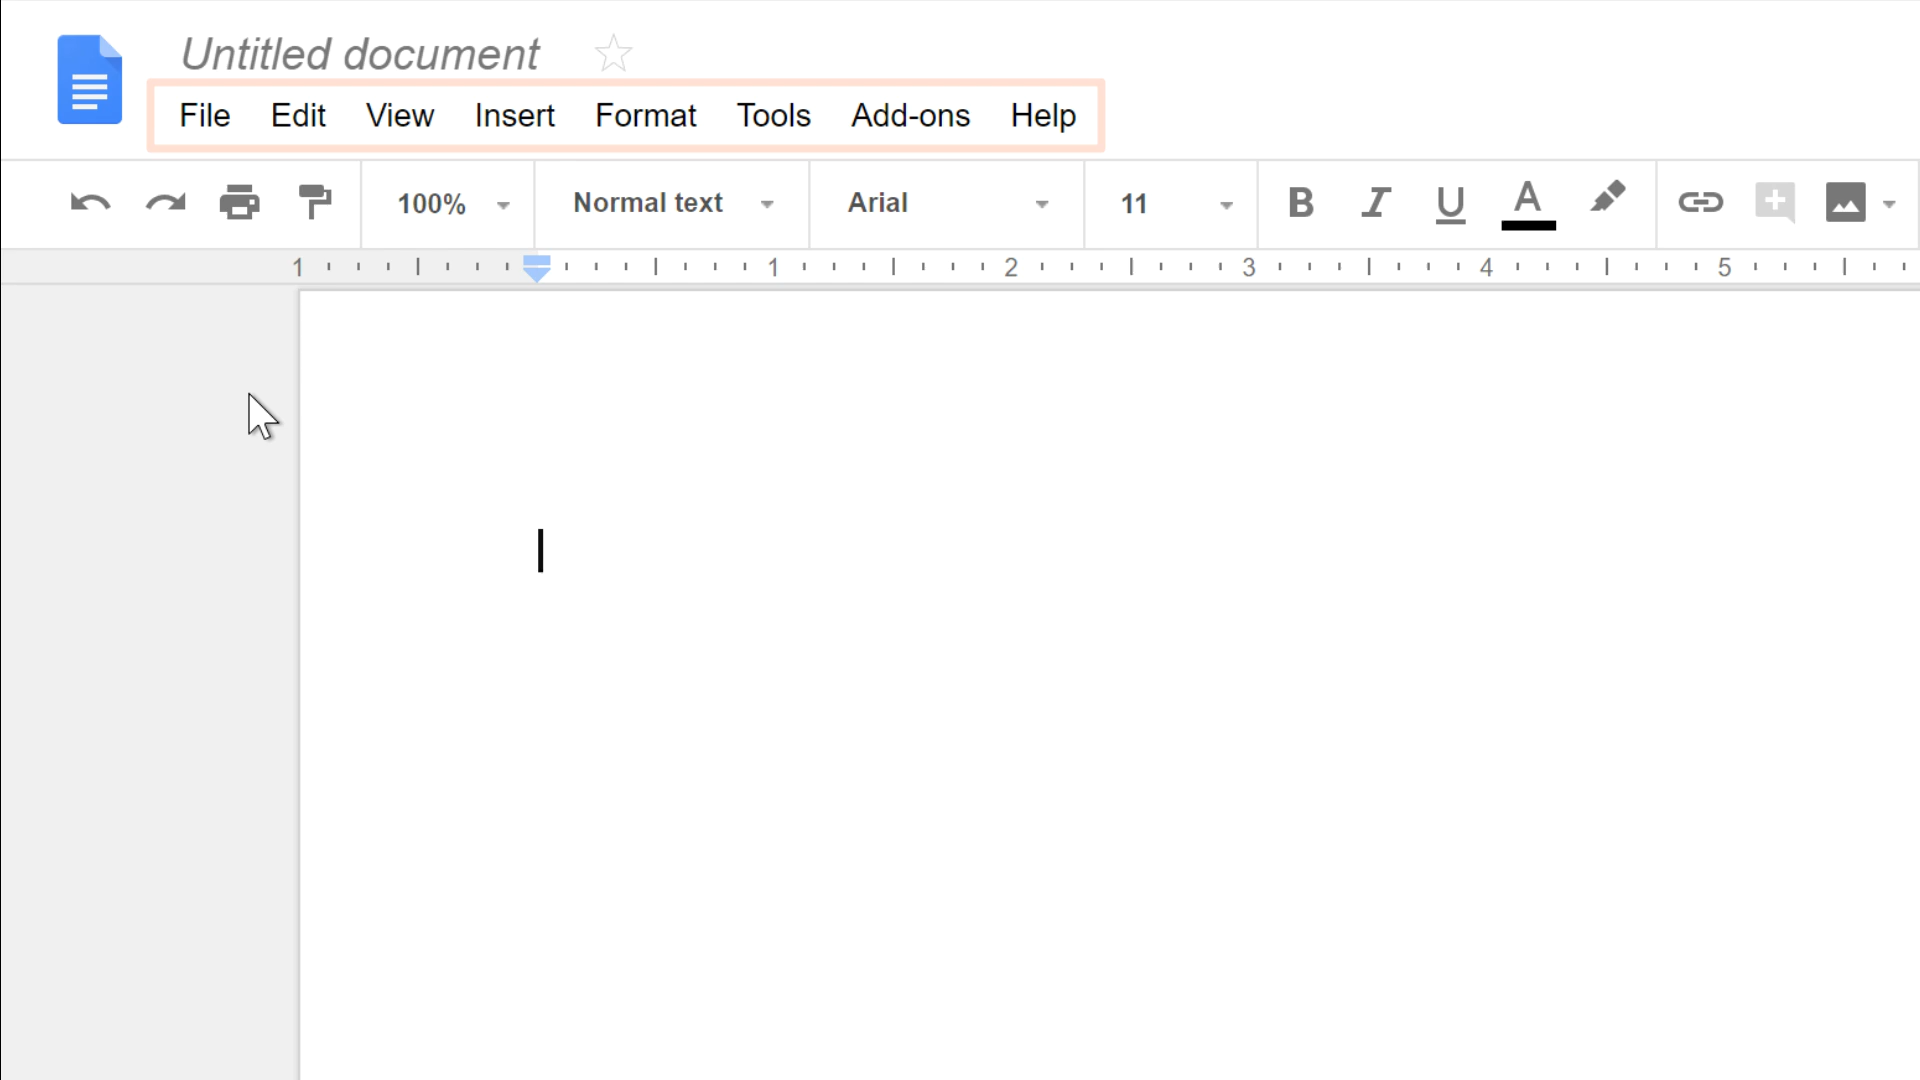 Untitled document
File Edit View Insert Format Tools Add-ons Help
100% Normal text Arial 11 B I U A
1 1 2 3 4 5